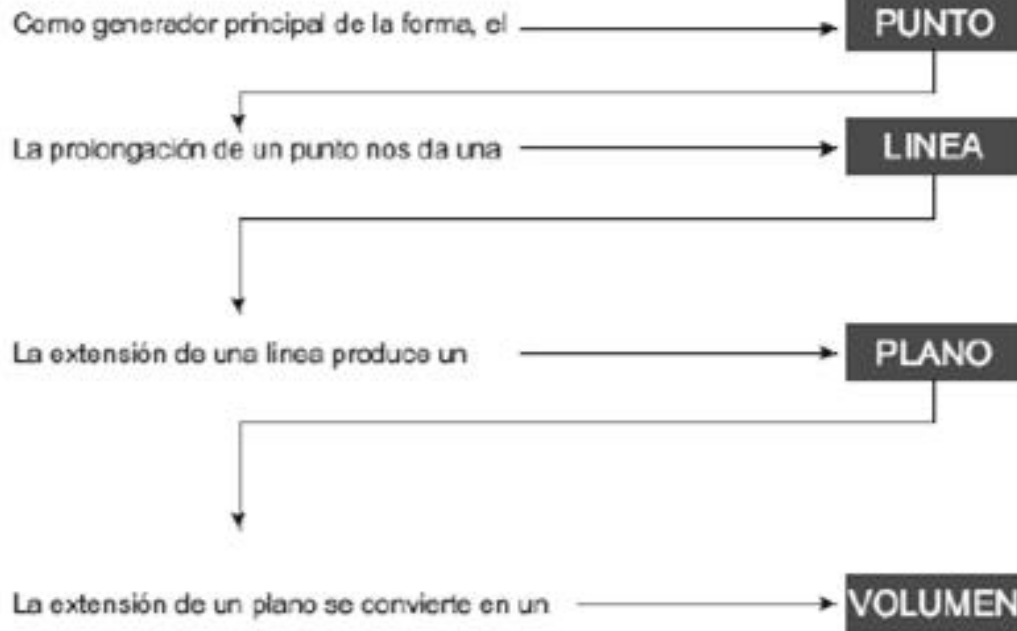 Como generador principal de la forma, el PUNTO
La prolongación de un punto nos da una LINEA
La extensión de una linea produce un PLANO
La extensión de un plano se convierte en un VOLUMEN